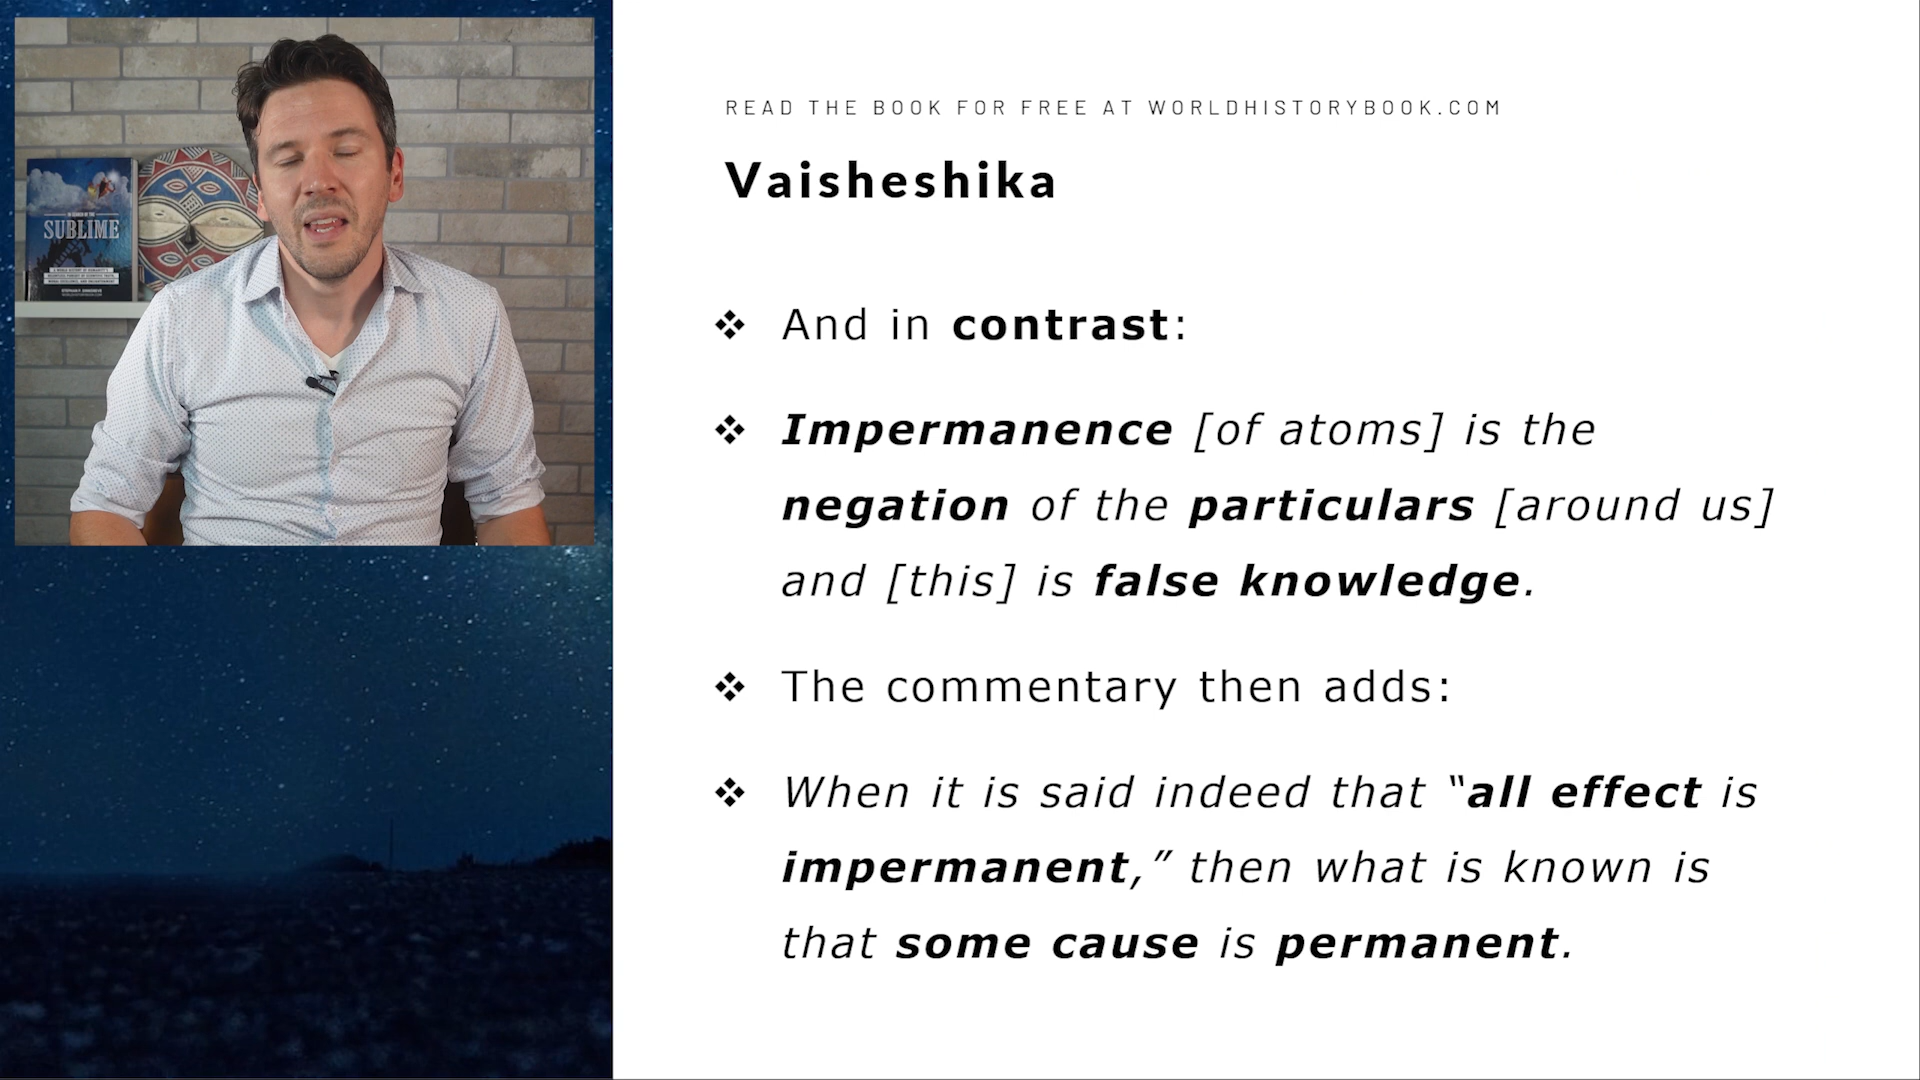 READ THE BOOK FOR FREE AT WORLDHISTORYBOOK.COM
Vaisheshika
❖ And in contrast:
❖ Impermanence [of atoms] is the
negation of the particulars [around us]
and [this] is false knowledge.
❖ The commentary then adds:
❖ When it is said indeed that “all effect is
impermanent,” then what is known is
that some cause is permanent.
SUBLIME